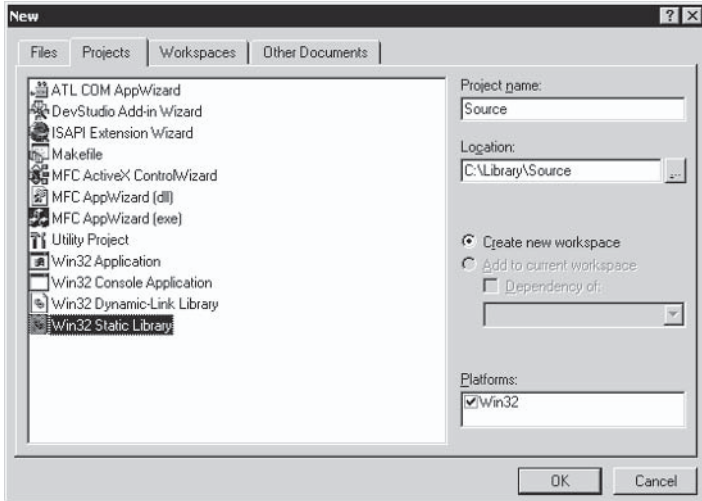 New
Files Projects Workspaces Other Documents
ATL COM AppWizard
DevStudio Add-in Wizard
ISAPI Extension Wizard
Makefile
MFC ActiveX ControlWizard
MFC AppWizard (dll)
MFC AppWizard (exe)
Utility Project
Win32 Application
Win32 Console Application
Win32 Dynamic-Link Library
Win32 Static Library
Project name:
Source
Location:
C:\Library\Source
...
Create new workspace
Add to current workspace
Dependency of:
Platforms:
Win32
OK Cancel